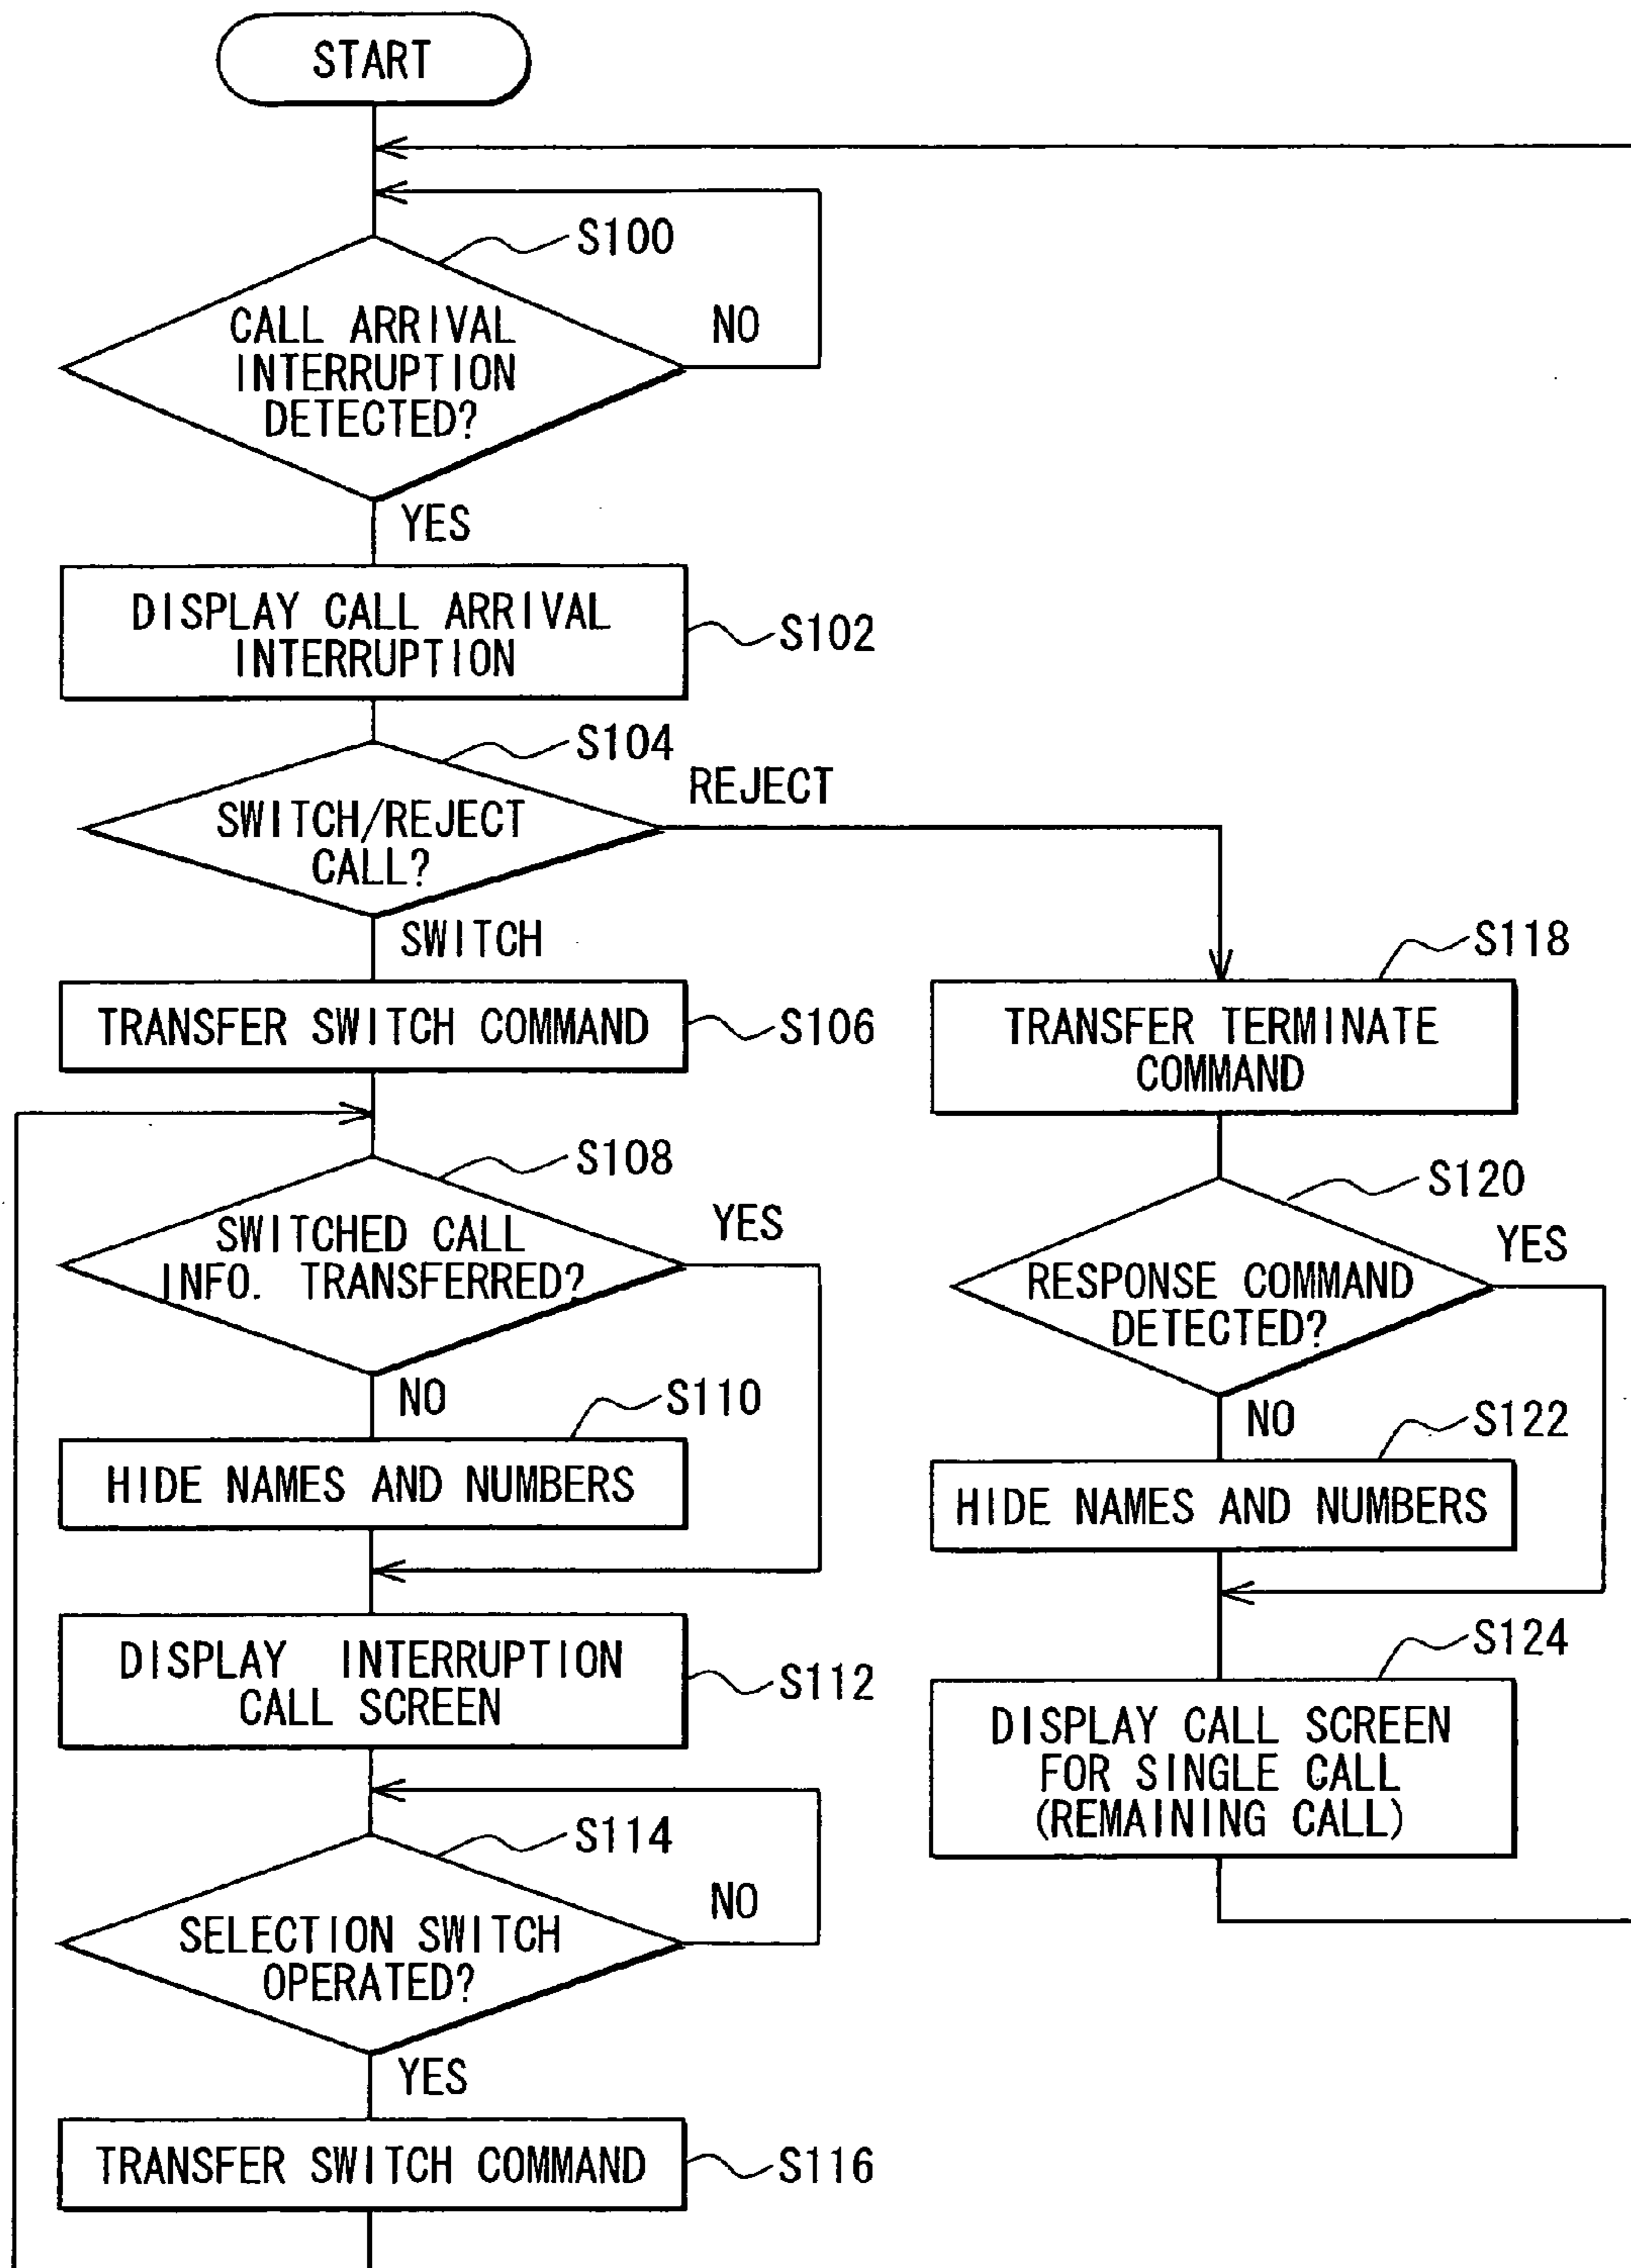 START
S100
CALL ARRIVAL
INTERRUPTION
DETECTED?
NO
YES
DISPLAY CALL ARRIVAL
INTERRUPTION
S102
S104
SWITCH/REJECT
CALL?
REJECT
SWITCH
TRANSFER SWITCH COMMAND
S106
S108
SWITCHED CALL
INFO. TRANSFERRED?
YES
NO
S110
HIDE NAMES AND NUMBERS
DISPLAY INTERRUPTION
CALL SCREEN
S112
S114
SELECTION SWITCH
OPERATED?
NO
YES
TRANSFER SWITCH COMMAND
S116
S118
TRANSFER TERMINATE
COMMAND
S120
RESPONSE COMMAND
DETECTED?
YES
NO
S122
HIDE NAMES AND NUMBERS
S124
DISPLAY CALL SCREEN
FOR SINGLE CALL
(REMAINING CALL)